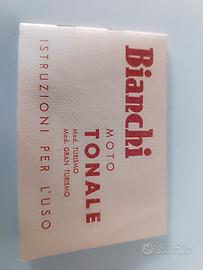 Bianchi
MOTO
TONALE
Mod. TURISMO
Mod. GRAN TURISMO
ISTRUZIONI PER L'USO
Subito